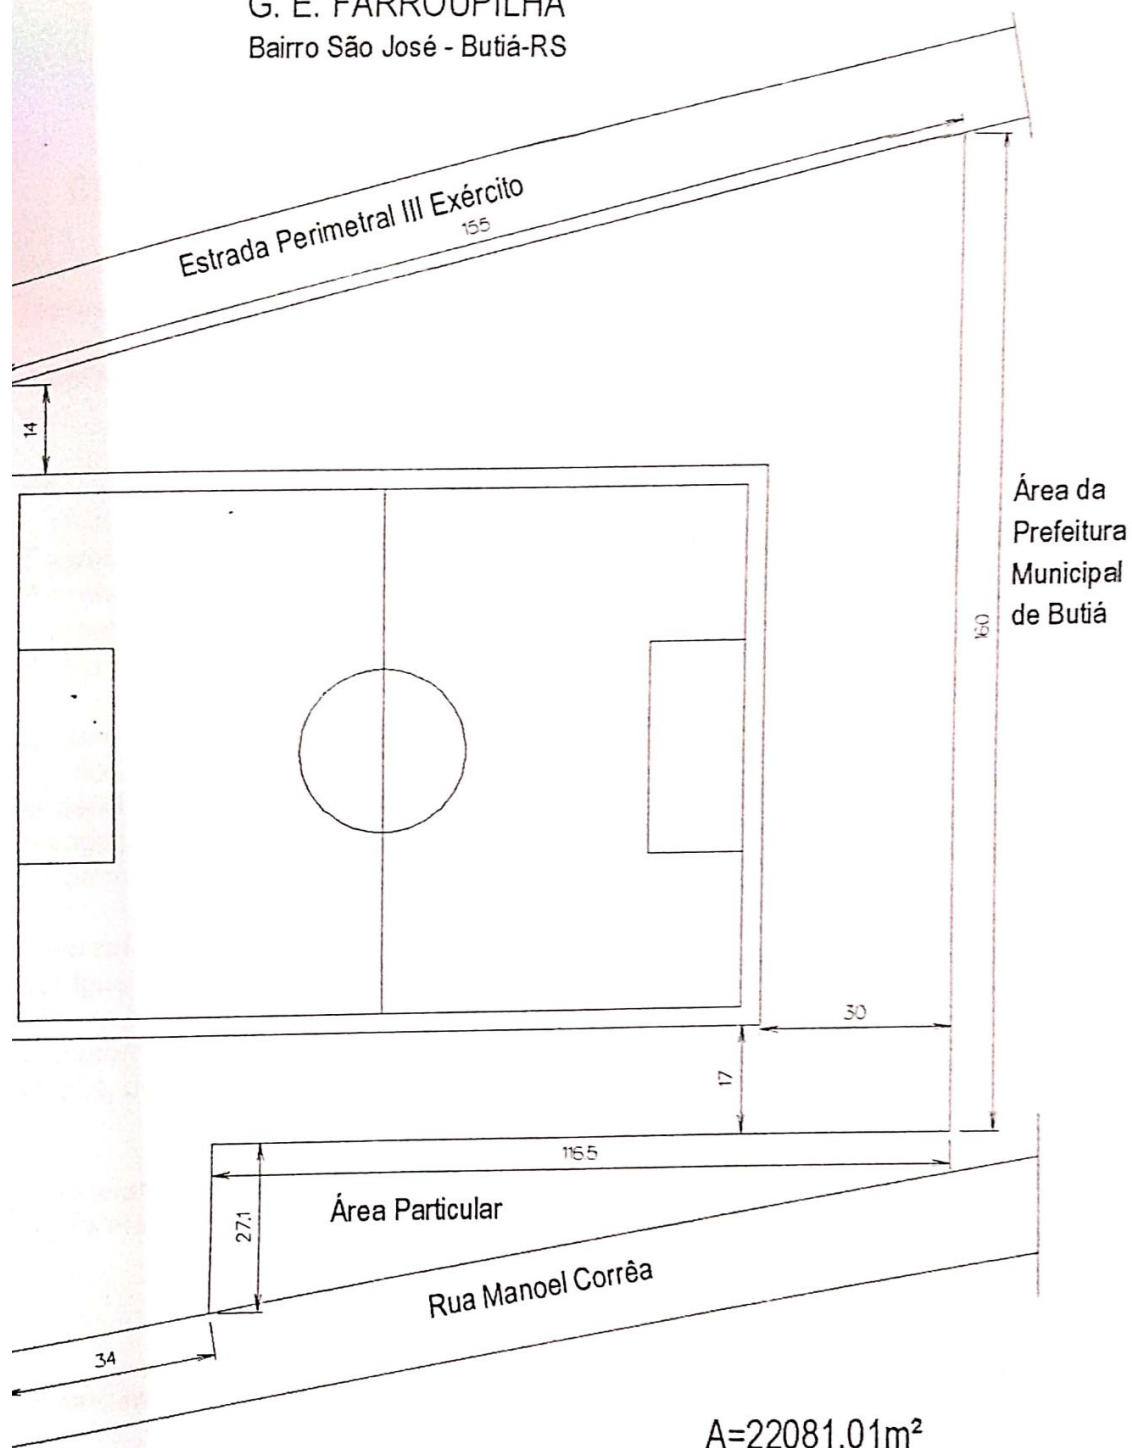 G. E. FARROUPILHA
Bairro São José - Butiá-RS
Estrada Perimetral III Exército
155
14
Área da
Prefeitura
Municipal
de Butiá
160
30
17
116.5
27.1
Área Particular
Rua Manoel Corrêa
34
A=22081.01m²